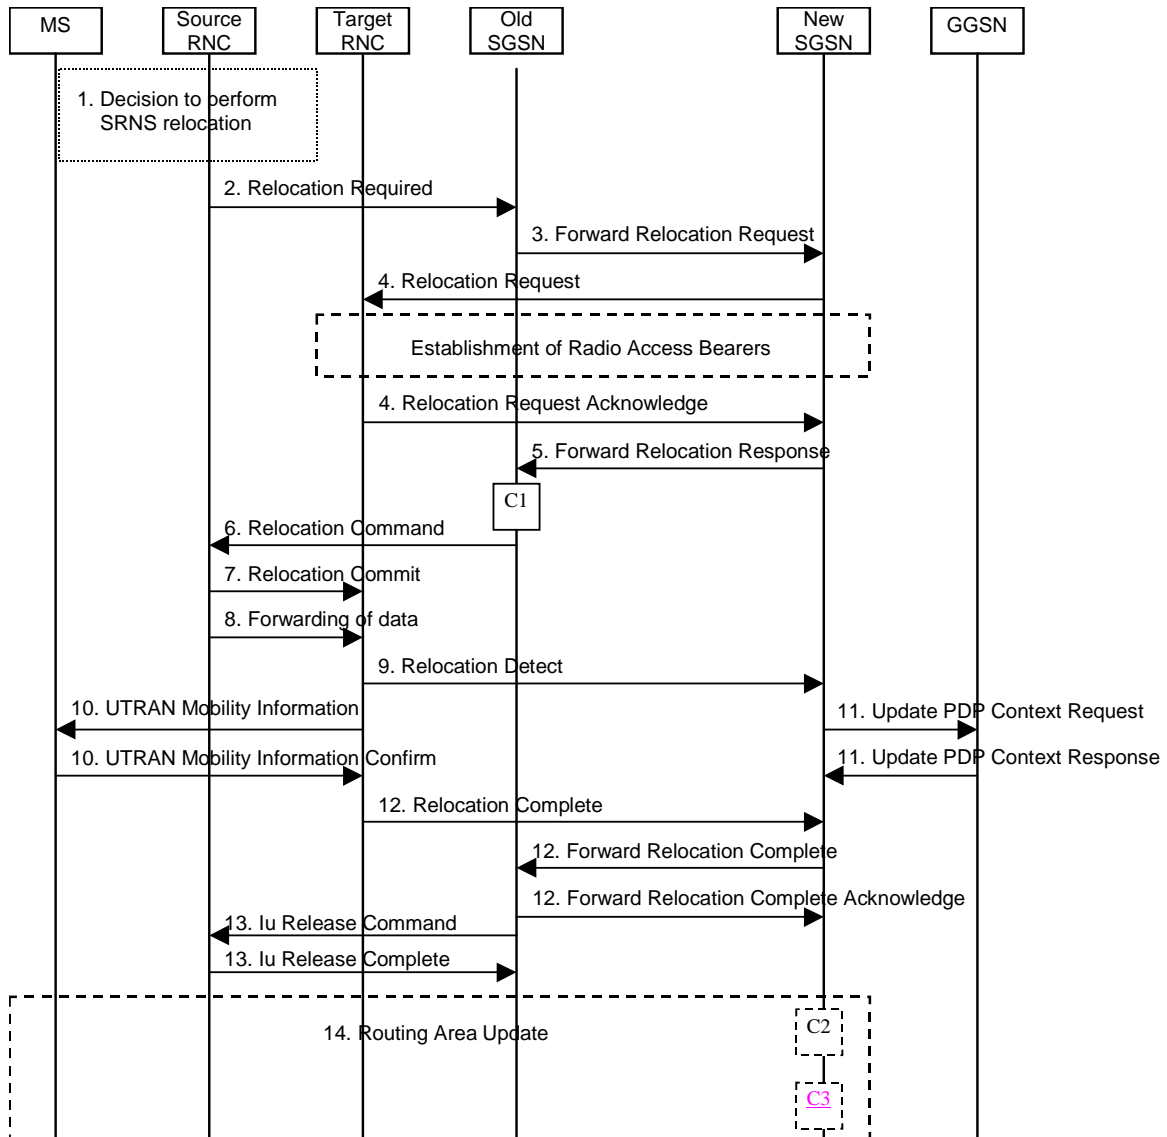 MS
Source
RNC
Target
RNC
Old
SGSN
New
SGSN
GGSN
1. Decision to perform
SRNS relocation
2. Relocation Required
3. Forward Relocation Request
4. Relocation Request
Establishment of Radio Access Bearers
4. Relocation Request Acknowledge
5. Forward Relocation Response
C1
6. Relocation Command
7. Relocation Commit
8. Forwarding of data
9. Relocation Detect
10. UTRAN Mobility Information
11. Update PDP Context Request
10. UTRAN Mobility Information Confirm
11. Update PDP Context Response
12. Relocation Complete
12. Forward Relocation Complete
12. Forward Relocation Complete Acknowledge
13. Iu Release Command
13. Iu Release Complete
14. Routing Area Update
C2
C3